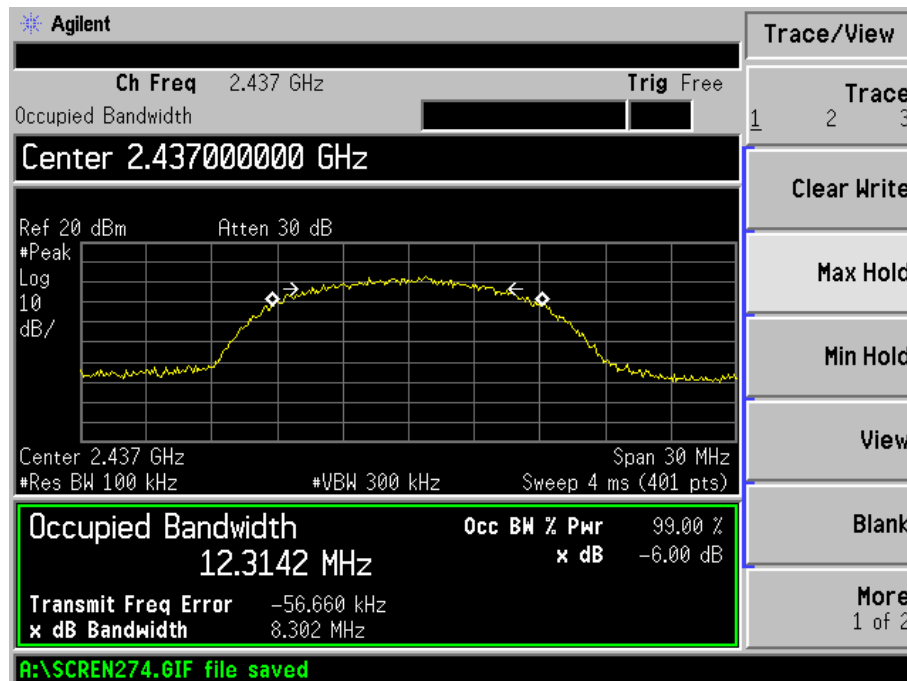 Agilent
Trace/View
Ch Freq 2.437 GHz Trig Free
Occupied Bandwidth
Trace
1 2 3
Center 2.437000000 GHz
Clear Write
Ref 20 dBm Atten 30 dB
#Peak
Log
10
dB/
Max Hold
Min Hold
View
Center 2.437 GHz Span 30 MHz
#Res BW 100 kHz #VBW 300 kHz Sweep 4 ms (401 pts)
Occupied Bandwidth Occ BW % Pwr 99.00 %
12.3142 MHz x dB -6.00 dB
Blank
Transmit Freq Error -56.660 kHz
x dB Bandwidth 8.302 MHz
More
1 of 2
A:\SCREN274.GIF file saved